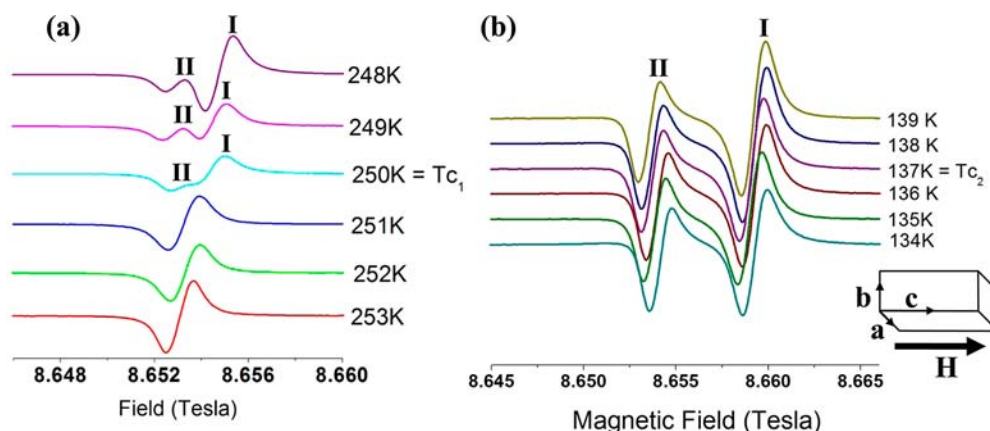 (a)
I
II
248K
I
II
249K
I
II
250K = Tc₁
251K
252K
253K
8.648 8.652 8.656 8.660
Field (Tesla)
(b)
I
II
139 K
138 K
137K = Tc₂
136 K
135K
134K
b
c
a
H
8.645 8.650 8.655 8.660 8.665
Magnetic Field (Tesla)